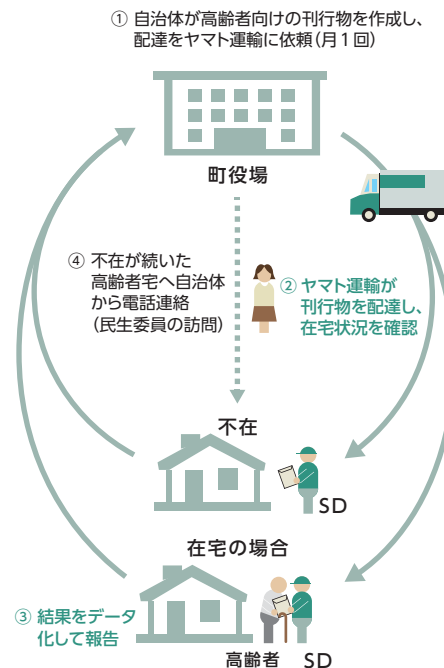 ① 自治体が高齢者向けの刊行物を作成し、
配達をヤマト運輸に依頼(月1回)
町役場
④ 不在が続いた
高齢者宅へ自治体
から電話連絡
(民生委員の訪問)
② ヤマト運輸が
刊行物を配達し、
在宅状況を確認
不在
SD
在宅の場合
③ 結果をデータ
化して報告
高齢者
SD